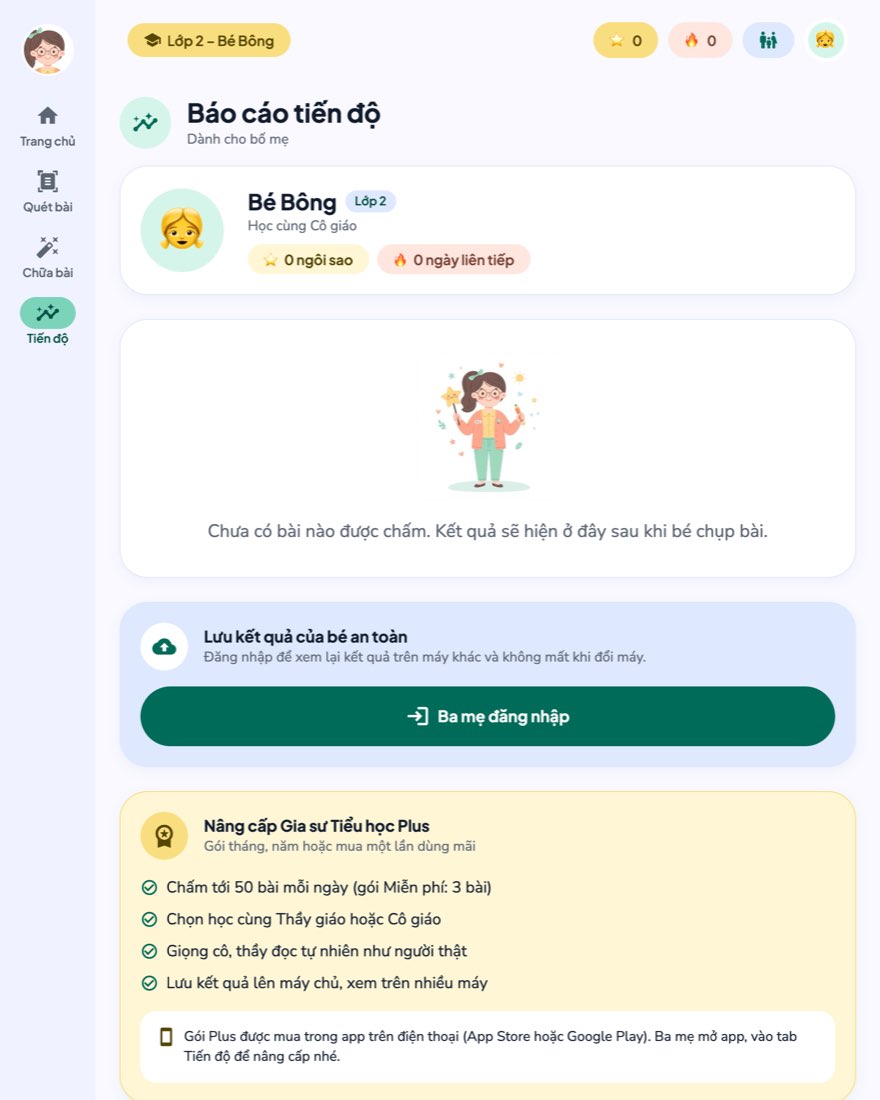 Lớp 2 – Bé Bông
0
0
Trang chủ
Quét bài
Chữa bài
Tiến độ
Báo cáo tiến độ
Dành cho bố mẹ
Bé Bông
Lớp 2
Học cùng Cô giáo
0 ngôi sao
0 ngày liên tiếp
Chưa có bài nào được chấm. Kết quả sẽ hiện ở đây sau khi bé chụp bài.
Lưu kết quả của bé an toàn
Đăng nhập để xem lại kết quả trên máy khác và không mất khi đổi máy.
Ba mẹ đăng nhập
Nâng cấp Gia sư Tiểu học Plus
Gói tháng, năm hoặc mua một lần dùng mãi
Chấm tới 50 bài mỗi ngày (gói Miễn phí: 3 bài)
Chọn học cùng Thầy giáo hoặc Cô giáo
Giọng cô, thầy đọc tự nhiên như người thật
Lưu kết quả lên máy chủ, xem trên nhiều máy
Gói Plus được mua trong app trên điện thoại (App Store hoặc Google Play). Ba mẹ mở app, vào tab
Tiến độ để nâng cấp nhé.